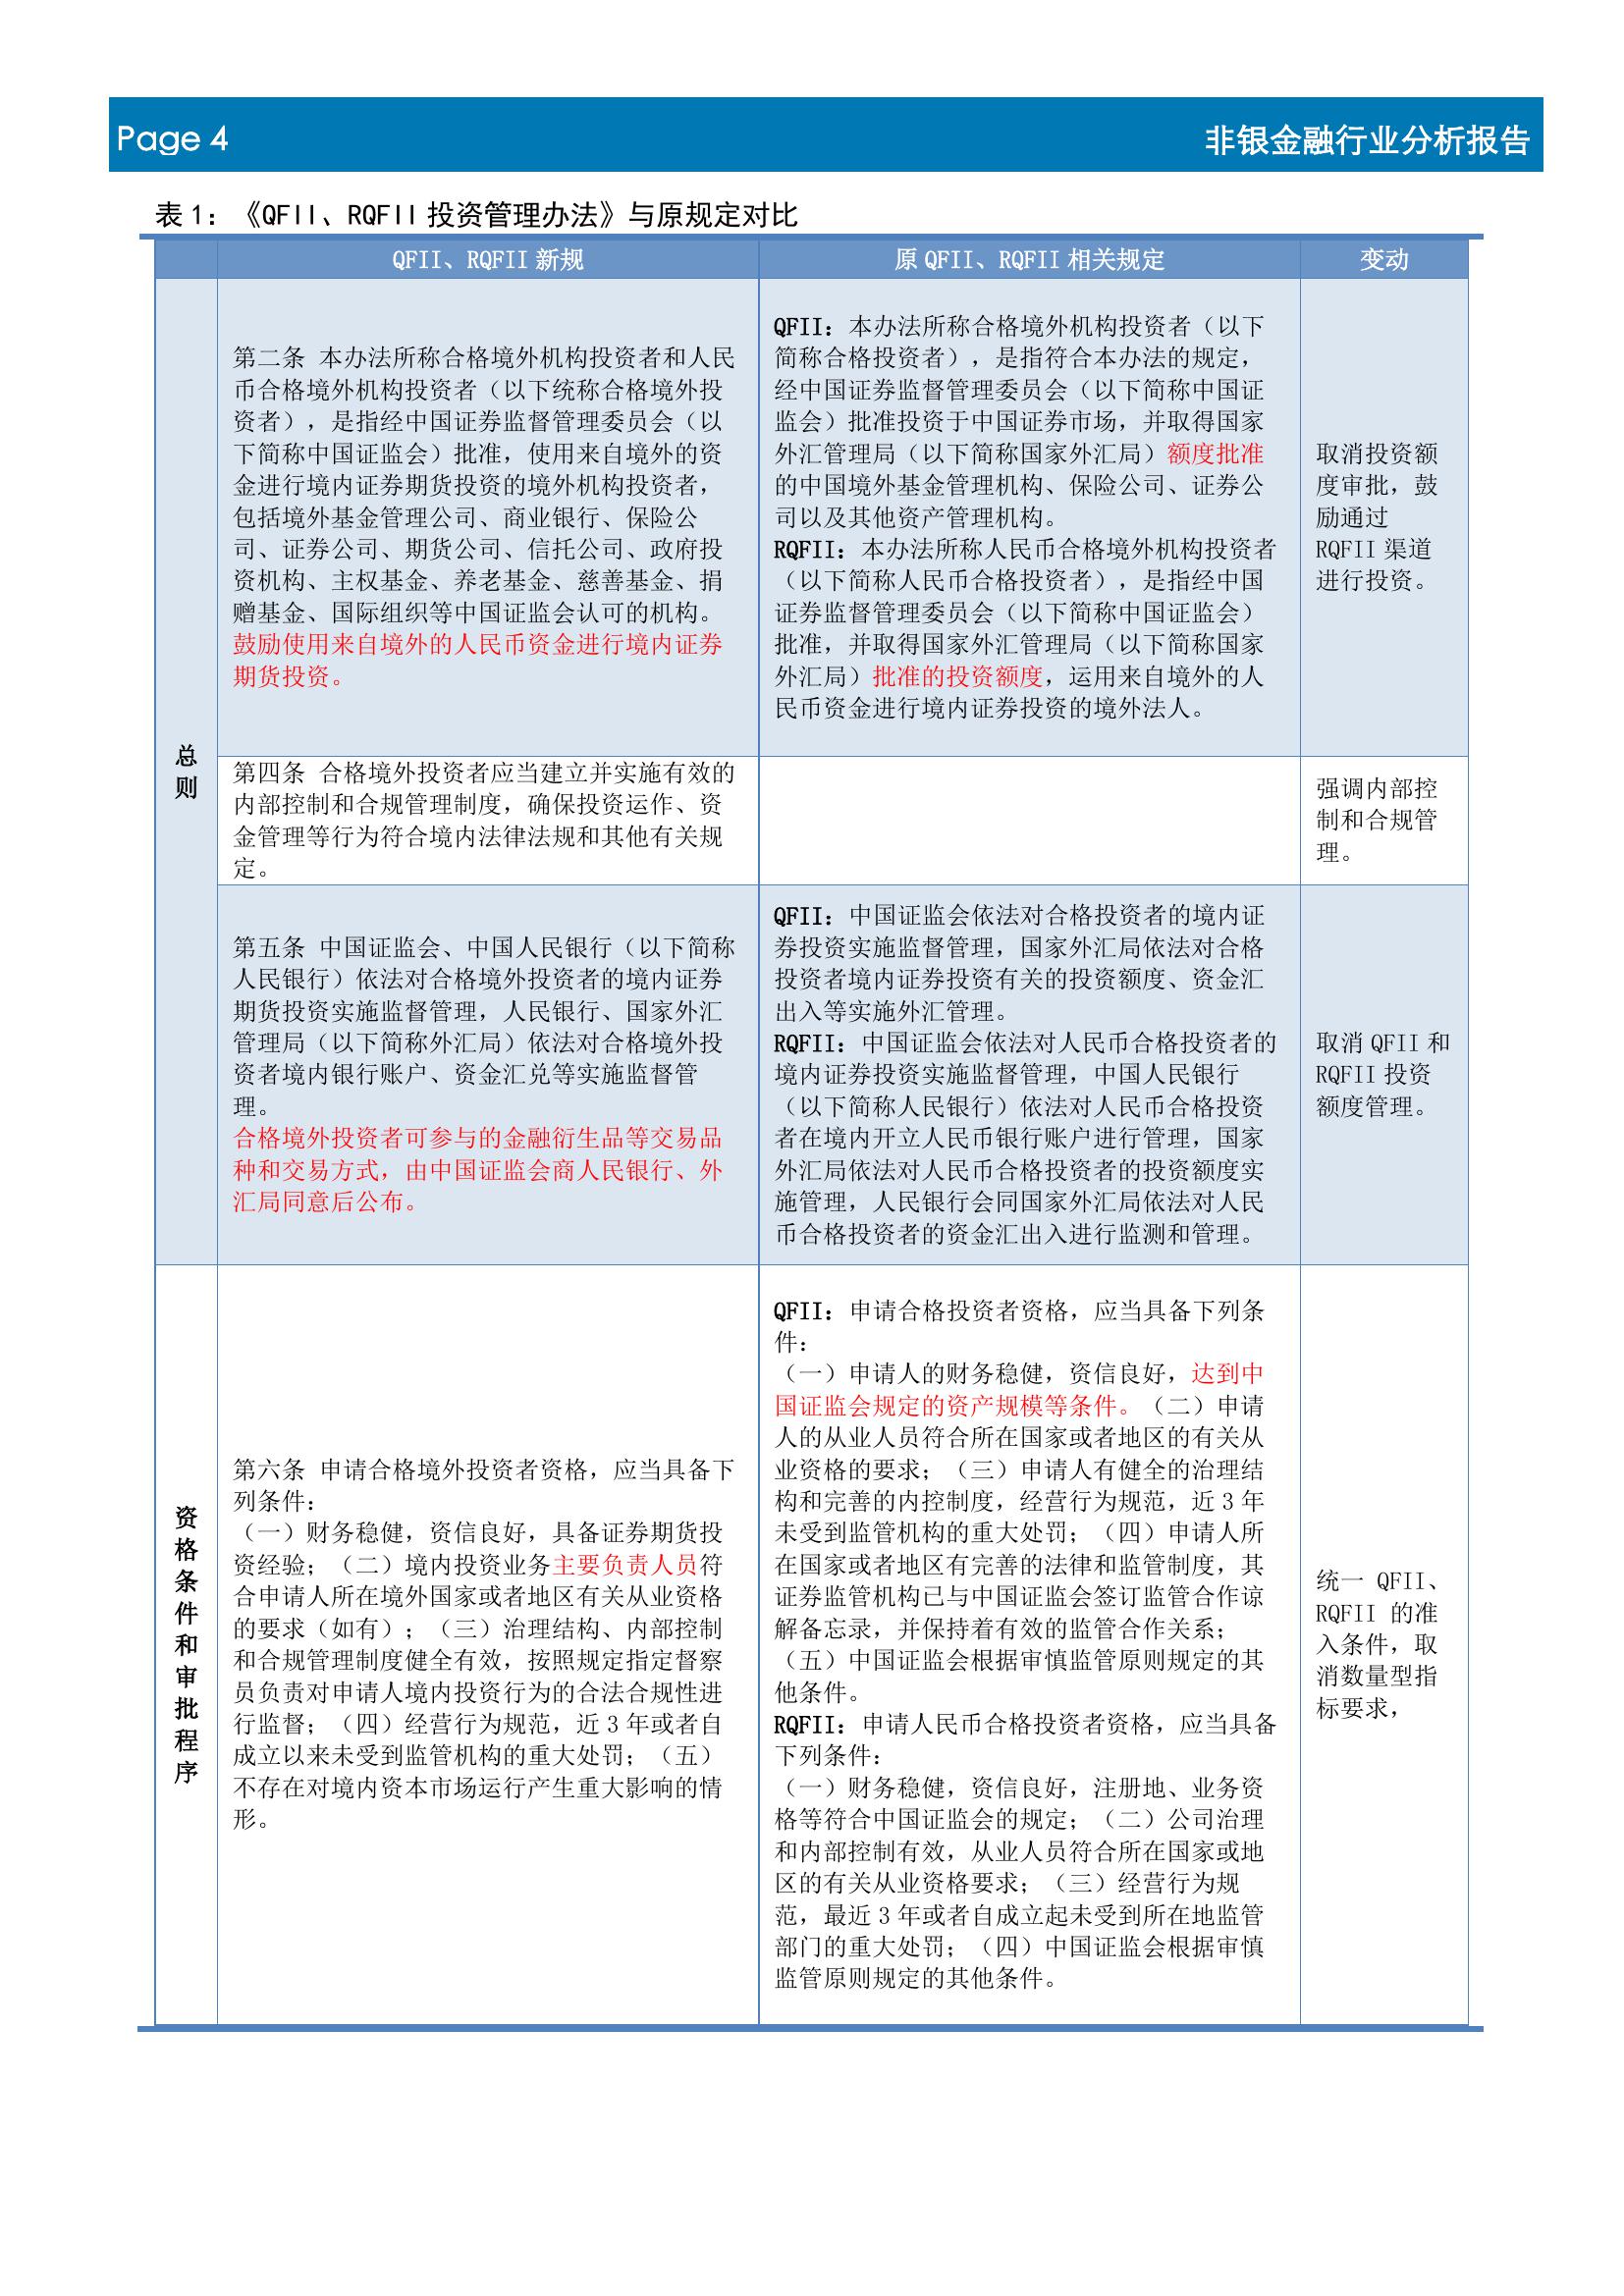 Page 4
非银金融行业分析报告
表 1：《QFII、RQFII 投资管理办法》与原规定对比
QFII、RQFII 新规
原 QFII、RQFII 相关规定
变动
总
则
第二条 本办法所称合格境外机构投资者和人民
币合格境外机构投资者（以下统称合格境外投
资者），是指经中国证券监督管理委员会（以
下简称中国证监会）批准，使用来自境外的资
金进行境内证券期货投资的境外机构投资者，
包括境外基金管理公司、商业银行、保险公
司、证券公司、期货公司、信托公司、政府投
资机构、主权基金、养老基金、慈善基金、捐
赠基金、国际组织等中国证监会认可的机构。
鼓励使用来自境外的人民币资金进行境内证券
期货投资。
QFII：本办法所称合格境外机构投资者（以下
简称合格投资者），是指符合本办法的规定，
经中国证券监督管理委员会（以下简称中国证
监会）批准投资于中国证券市场，并取得国家
外汇管理局（以下简称国家外汇局）额度批准
的中国境外基金管理机构、保险公司、证券公
司以及其他资产管理机构。
RQFII：本办法所称人民币合格境外机构投资者
（以下简称人民币合格投资者），是指经中国
证券监督管理委员会（以下简称中国证监会）
批准，并取得国家外汇管理局（以下简称国家
外汇局）批准的投资额度，运用来自境外的人
民币资金进行境内证券投资的境外法人。
取消投资额
度审批，鼓
励通过
RQFII 渠道
进行投资。
第四条 合格境外投资者应当建立并实施有效的
内部控制和合规管理制度，确保投资运作、资
金管理等行为符合境内法律法规和其他有关规
定。
强调内部控
制和合规管
理。
第五条 中国证监会、中国人民银行（以下简称
人民银行）依法对合格境外投资者的境内证券
期货投资实施监督管理，人民银行、国家外汇
管理局（以下简称外汇局）依法对合格境外投
资者境内银行账户、资金汇兑等实施监督管
理。
合格境外投资者可参与的金融衍生品等交易品
种和交易方式，由中国证监会商人民银行、外
汇局同意后公布。
QFII：中国证监会依法对合格投资者的境内证
券投资实施监督管理，国家外汇局依法对合格
投资者境内证券投资有关的投资额度、资金汇
出入等实施外汇管理。
RQFII：中国证监会依法对人民币合格投资者的
境内证券投资实施监督管理，中国人民银行
（以下简称人民银行）依法对人民币合格投资
者在境内开立人民币银行账户进行管理，国家
外汇局依法对人民币合格投资者的投资额度实
施管理，人民银行会同国家外汇局依法对人民
币合格投资者的资金汇出入进行监测和管理。
取消 QFII 和
RQFII 投资
额度管理。
资
格
条
件
和
审
批
程
序
第六条 申请合格境外投资者资格，应当具备下
列条件：
（一）财务稳健，资信良好，具备证券期货投
资经验；（二）境内投资业务主要负责人员符
合申请人所在境外国家或者地区有关从业资格
的要求（如有）；（三）治理结构、内部控制
和合规管理制度健全有效，按照规定指定督察
员负责对申请人境内投资行为的合法合规性进
行监督；（四）经营行为规范，近 3 年或者自
成立以来未受到监管机构的重大处罚；（五）
不存在对境内资本市场运行产生重大影响的情
形。
QFII：申请合格投资者资格，应当具备下列条
件：
（一）申请人的财务稳健，资信良好，达到中
国证监会规定的资产规模等条件。（二）申请
人的从业人员符合所在国家或者地区的有关从
业资格的要求；（三）申请人有健全的治理结
构和完善的内控制度，经营行为规范，近 3 年
未受到监管机构的重大处罚；（四）申请人所
在国家或者地区有完善的法律和监管制度，其
证券监管机构已与中国证监会签订监管合作谅
解备忘录，并保持着有效的监管合作关系；
（五）中国证监会根据审慎监管原则规定的其
他条件。
RQFII：申请人民币合格投资者资格，应当具备
下列条件：
（一）财务稳健，资信良好，注册地、业务资
格等符合中国证监会的规定；（二）公司治理
和内部控制有效，从业人员符合所在国家或地
区的有关从业资格要求；（三）经营行为规
范，最近 3 年或者自成立起未受到所在地监管
部门的重大处罚；（四）中国证监会根据审慎
监管原则规定的其他条件。
统一 QFII、
RQFII 的准
入条件，取
消数量型指
标要求，